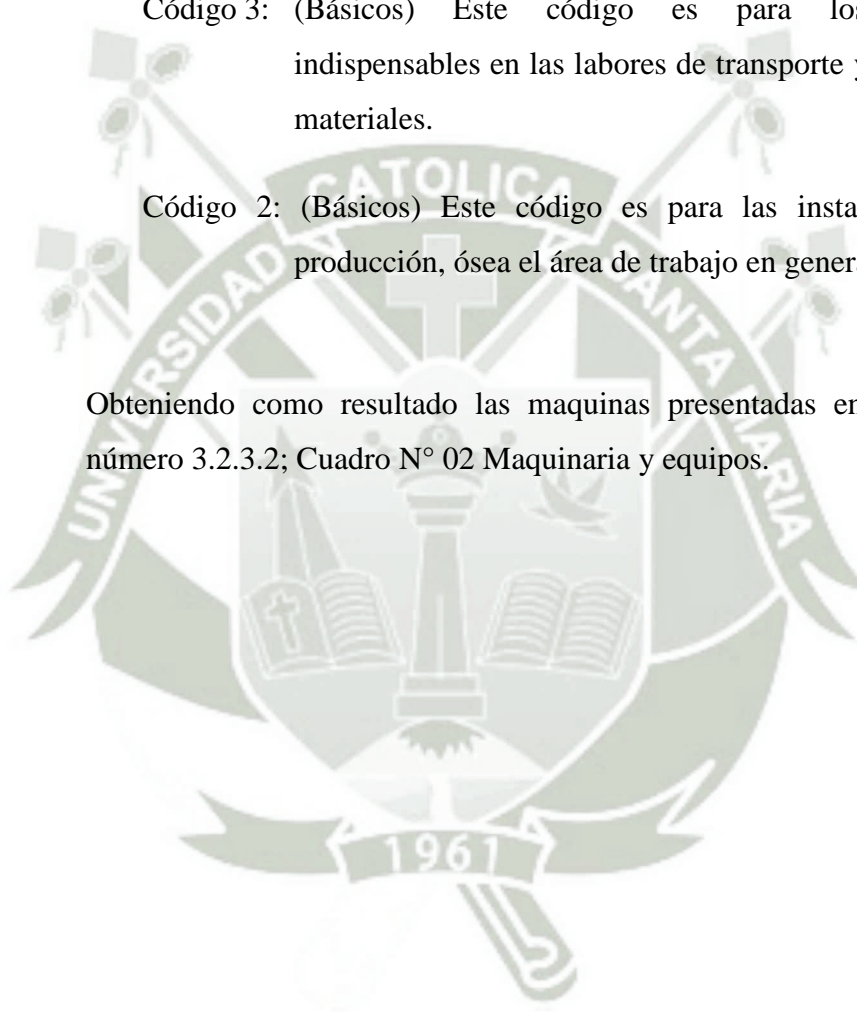 Código 3: (Básicos) Este código es para los
indispensables en las labores de transporte y
materiales.
Código 2: (Básicos) Este código es para las insta
producción, ósea el área de trabajo en genera
Obteniendo como resultado las maquinas presentadas en
número 3.2.3.2; Cuadro N° 02 Maquinaria y equipos.
UNIVERSIDAD CATOLICA SANTA MARIA
1961